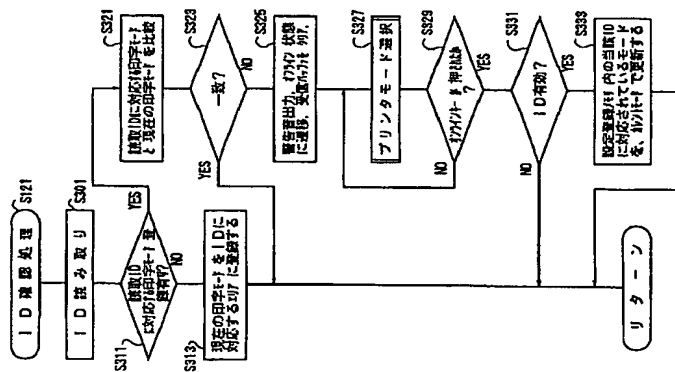 S121
ID確認処理
S301
ID読み取り
S311
読取ID
に対応する印字モード登
録有り?
YES
NO
S313
現在の印字モードをIDに
対応するエリアに登録する
S321
読取IDに対応する印字モード
と現在の印字モードを比較
S323
一致?
YES
NO
S325
警告音出力、オフライン状態
に遷移、受信バッファをクリア
S327
プリンタモード選択
S329
オンラインキーが押されたか
?
NO
YES
S331
ID有効?
NO
YES
S333
設定登録メモリ内の当該ID
に対応されているモード
を、カレントモードで更新する
リターン